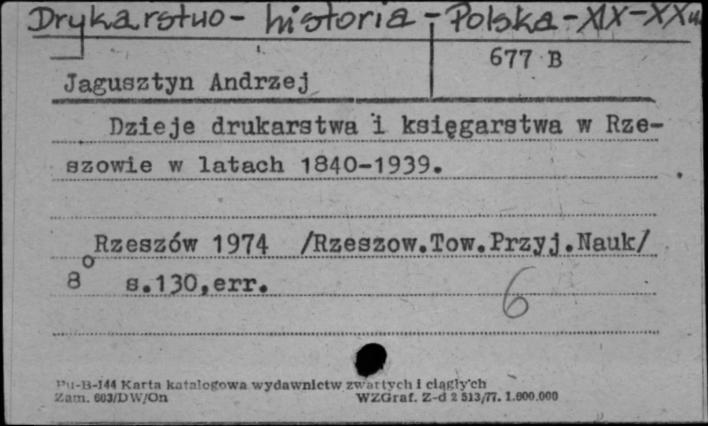 Drukarstwo - historia - Polska - XIX-XXw
677 B
Jagusztyn Andrzej
Dzieje drukarstwa i księgarstwa w Rze-
szowie w latach 1840-1939.
Rzeszów 1974 /Rzeszow.Tow.Przyj.Nauk/
8° s.130,err.
6
Pu-B-144 Karta katalogowa wydawnictw zwartych i ciągłych
Zam. 603/DW/On WZGraf. Z-d 2 513/77. 1.000.000